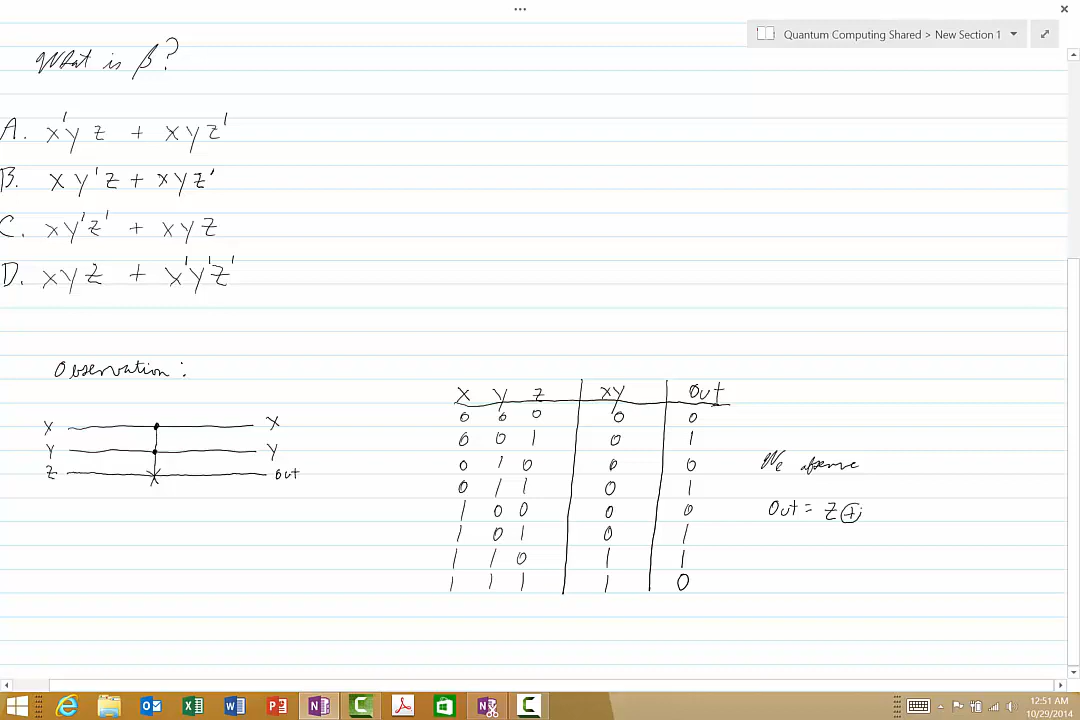 Quantum Computing Shared > New Section 1
What is β?
A. x'yz + xyz'
B. xy'z + xyz'
C. xy'z' + xyz
D. xyz + x'y'z'
Observation:
X X
Y Y
Z out
X Y Z XY Out
0 0 0 0 0
0 0 1 0 1
0 1 0 0 0
0 1 1 0 1
1 0 0 0 0
1 0 1 0 1
1 1 0 1 1
1 1 1 1 0
We observe
Out = Z ⊕
12:51 AM
10/29/2014